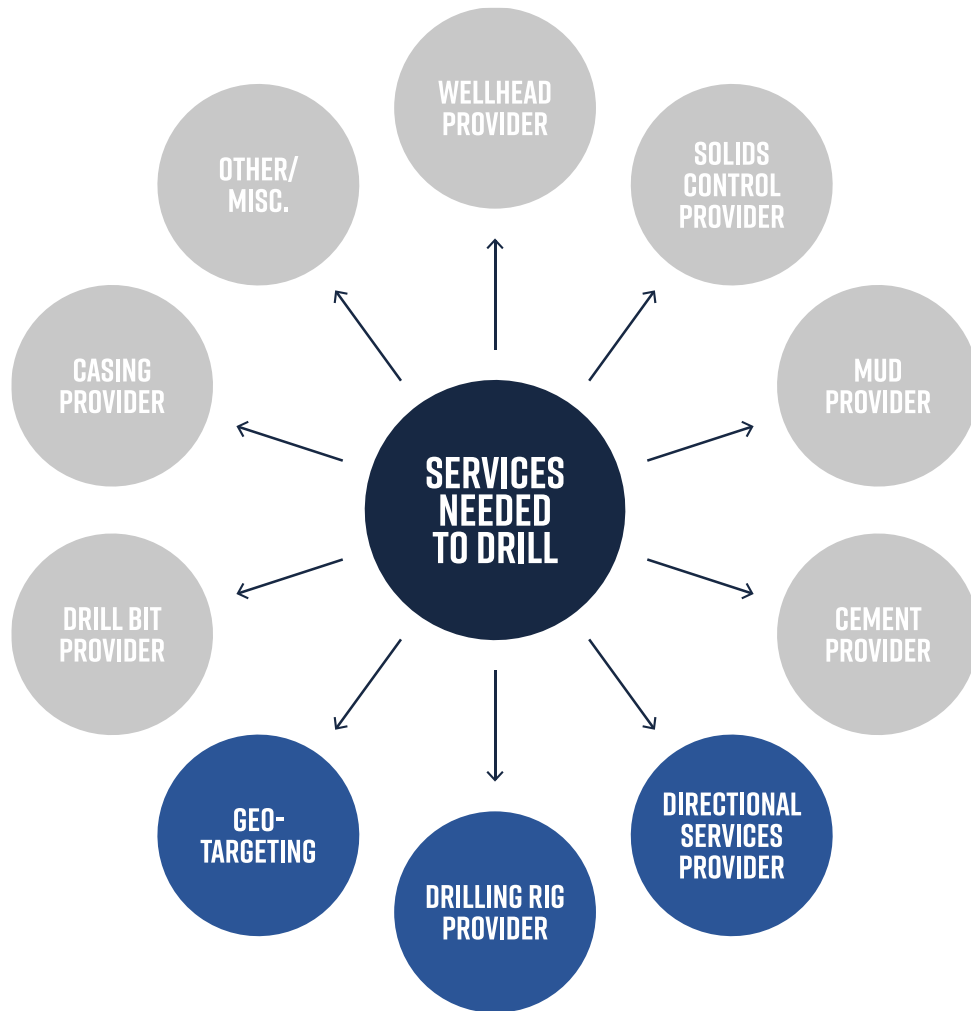 WELLHEAD
PROVIDER
SOLIDS
CONTROL
PROVIDER
MUD
PROVIDER
CEMENT
PROVIDER
DIRECTIONAL
SERVICES
PROVIDER
DRILLING RIG
PROVIDER
GEO-
TARGETING
DRILL BIT
PROVIDER
CASING
PROVIDER
OTHER/
MISC.
SERVICES
NEEDED
TO DRILL